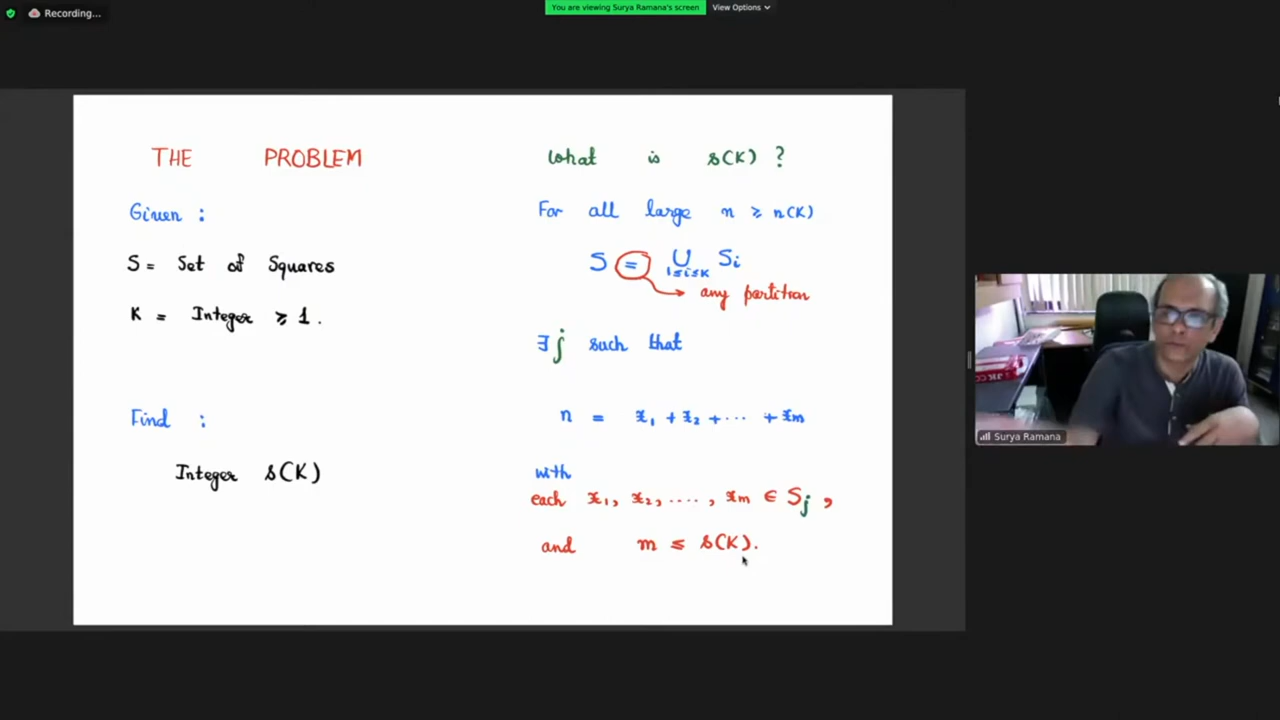 Recording...
You are viewing Surya Ramana's screen
View Options
THE PROBLEM
Given :
S = Set of Squares
K = Integer ≥ 1.
Find :
Integer s(K)
What is s(K) ?
For all large n ≥ n(K)
S = ∪ Sᵢ
1≤i≤K
any partition
∃ j such that
n = x₁ + x₂ + ... + xₘ
with
each x₁, x₂, ...., xₘ ∈ Sⱼ ,
and m ≤ s(K).
Surya Ramana